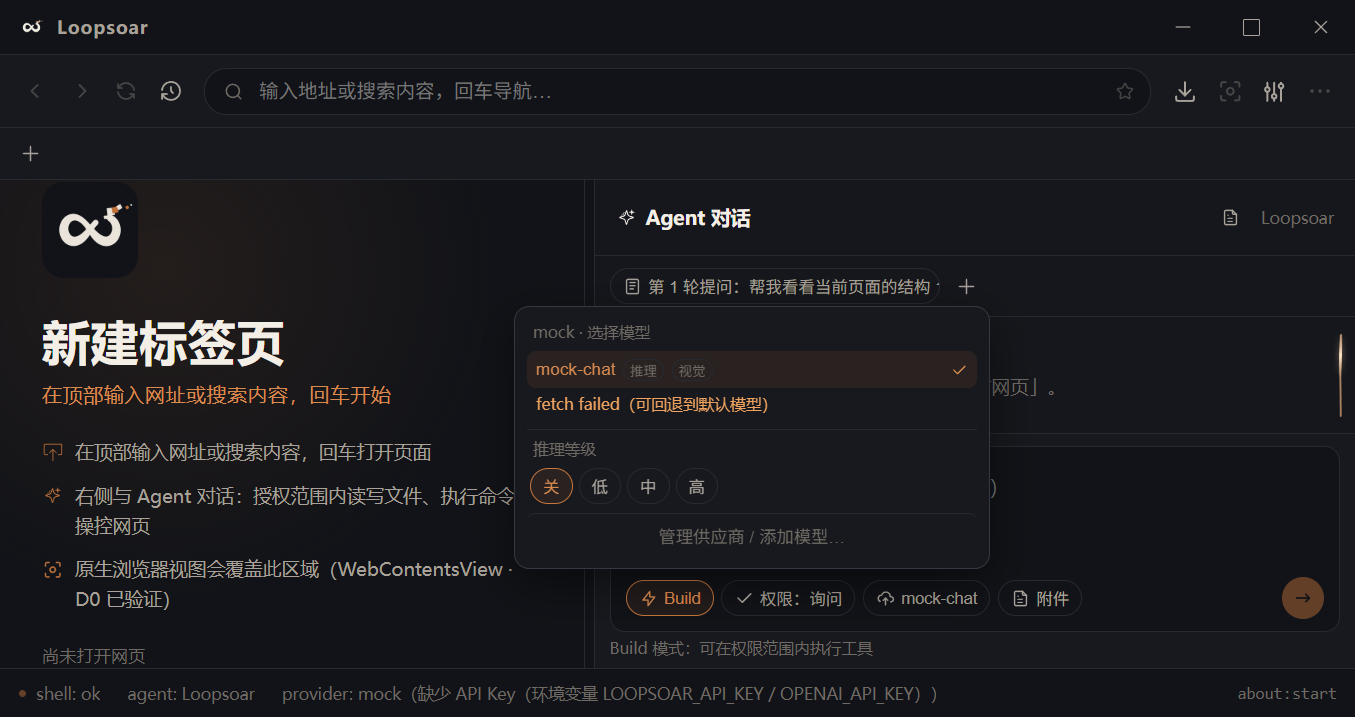 Loopsoar
输入地址或搜索内容，回车导航…
Agent 对话
Loopsoar
第 1 轮提问：帮我看看当前页面的结构
新建标签页
在顶部输入网址或搜索内容，回车开始
在顶部输入网址或搜索内容，回车打开页面
右侧与 Agent 对话：授权范围内读写文件、执行命令
操控网页
原生浏览器视图会覆盖此区域（WebContentsView ·
D0 已验证)
尚未打开网页
mock · 选择模型
mock-chat 推理 视觉
fetch failed（可回退到默认模型）
推理等级
关 低 中 高
管理供应商 / 添加模型…
网页」。
)
Build 权限：询问 mock-chat 附件
Build 模式：可在权限范围内执行工具
shell: ok agent: Loopsoar provider: mock（缺少 API Key（环境变量 LOOPSOAR_API_KEY / OPENAI_API_KEY））
about:start